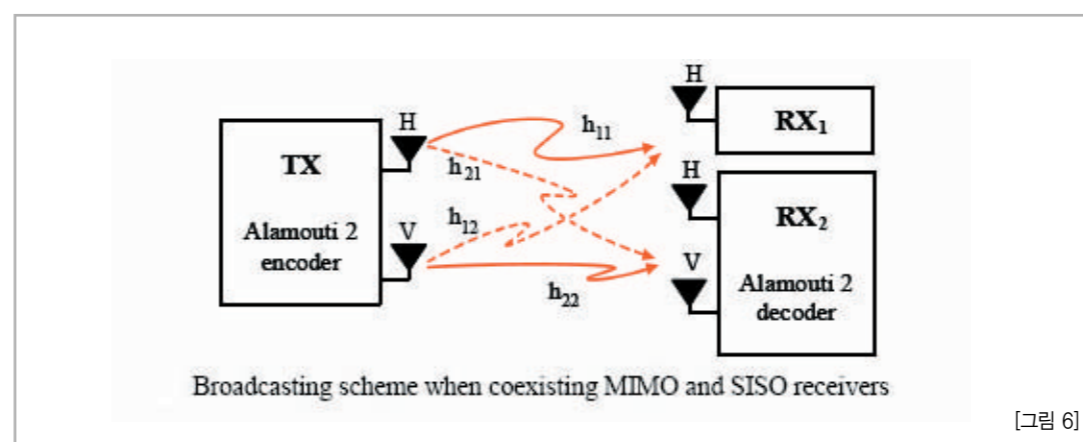 H
TX
Alamouti 2
encoder
V
h11
h21
h12
h22
H
RX1
H
RX2
V
Alamouti 2
decoder
Broadcasting scheme when coexisting MIMO and SISO receivers
[그림 6]